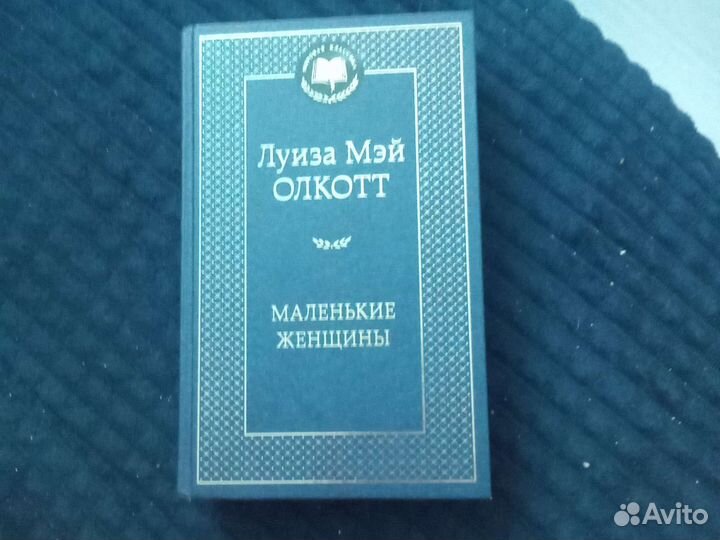 Луиза Мэй
ОЛКОТТ
МАЛЕНЬКИЕ
ЖЕНЩИНЫ
Avito